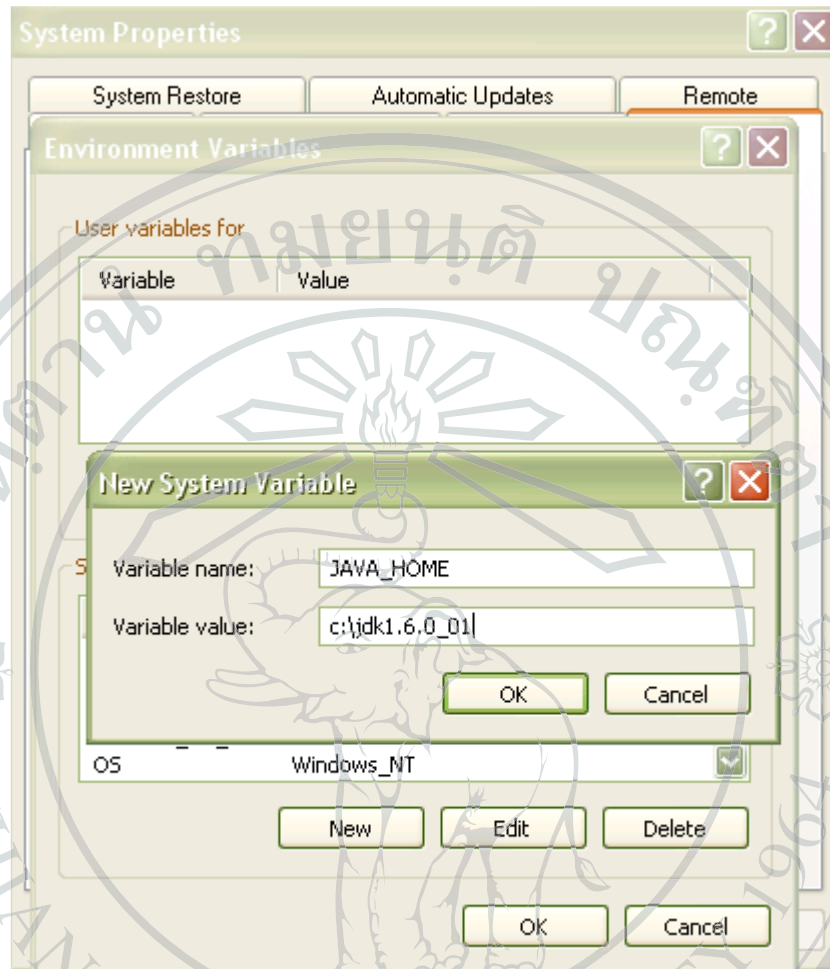 System Properties
System Restore Automatic Updates Remote
Environment Variables
User variables for
Variable Value
New System Variable
Variable name: JAVA_HOME
Variable value: c:\jdk1.6.0_01
OK Cancel
OS Windows_NT
New Edit Delete
OK Cancel